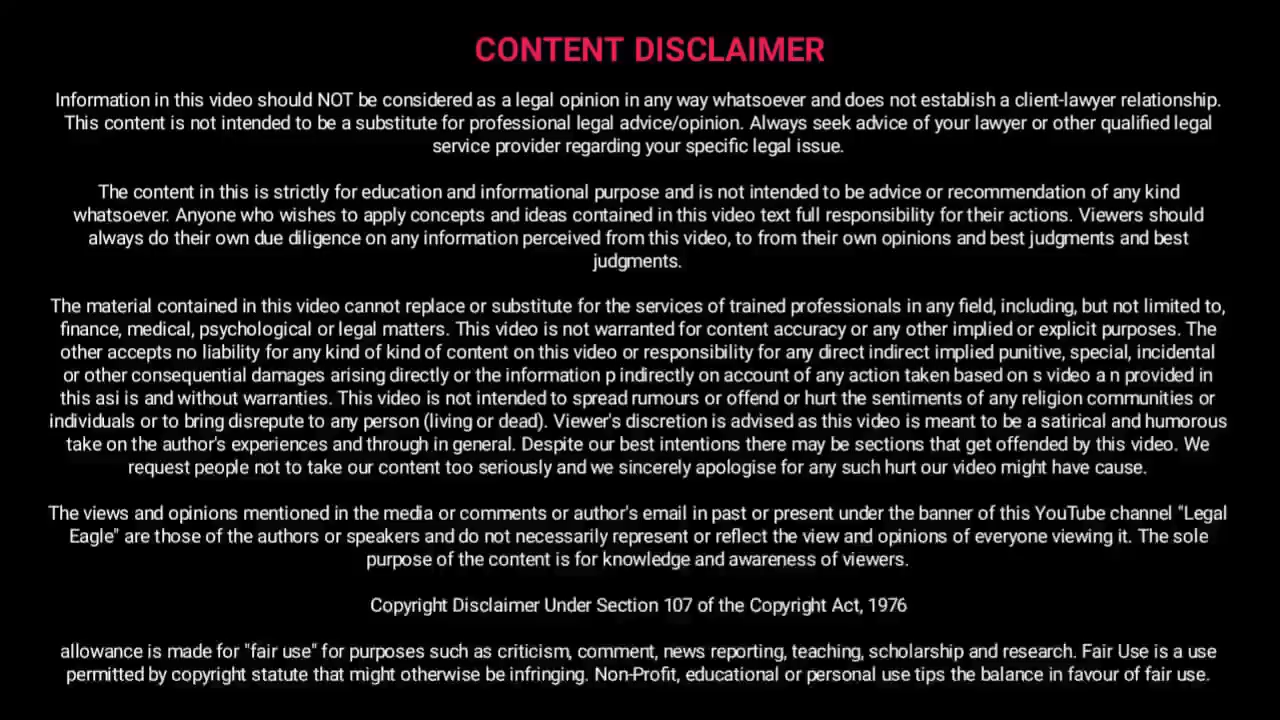 CONTENT DISCLAIMER
Information in this video should NOT be considered as a legal opinion in any way whatsoever and does not establish a client-lawyer relationship.
This content is not intended to be a substitute for professional legal advice/opinion. Always seek advice of your lawyer or other qualified legal
service provider regarding your specific legal issue.
The content in this is strictly for education and informational purpose and is not intended to be advice or recommendation of any kind
whatsoever. Anyone who wishes to apply concepts and ideas contained in this video text full responsibility for their actions. Viewers should
always do their own due diligence on any information perceived from this video, to from their own opinions and best judgments and best
judgments.
The material contained in this video cannot replace or substitute for the services of trained professionals in any field, including, but not limited to,
finance, medical, psychological or legal matters. This video is not warranted for content accuracy or any other implied or explicit purposes. The
other accepts no liability for any kind of kind of content on this video or responsibility for any direct indirect implied punitive, special, incidental
or other consequential damages arising directly or the information p indirectly on account of any action taken based on s video a n provided in
this asi is and without warranties. This video is not intended to spread rumours or offend or hurt the sentiments of any religion communities or
individuals or to bring disrepute to any person (living or dead). Viewer's discretion is advised as this video is meant to be a satirical and humorous
take on the author's experiences and through in general. Despite our best intentions there may be sections that get offended by this video. We
request people not to take our content too seriously and we sincerely apologise for any such hurt our video might have cause.
The views and opinions mentioned in the media or comments or author's email in past or present under the banner of this YouTube channel "Legal
Eagle" are those of the authors or speakers and do not necessarily represent or reflect the view and opinions of everyone viewing it. The sole
purpose of the content is for knowledge and awareness of viewers.
Copyright Disclaimer Under Section 107 of the Copyright Act, 1976
allowance is made for "fair use" for purposes such as criticism, comment, news reporting, teaching, scholarship and research. Fair Use is a use
permitted by copyright statute that might otherwise be infringing. Non-Profit, educational or personal use tips the balance in favour of fair use.